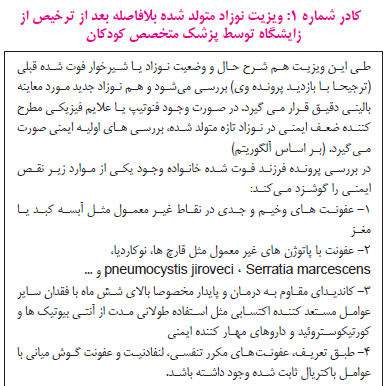 کادر شماره ۱: ویزیت نوزاد متولد شده بلافاصله بعد از ترخیص از
زایشگاه توسط پزشک متخصص کودکان
طی این ویزیت هم شرح حال و وضعیت نوزاد یا شیرخوار فوت شده قبلی
(ترجیحا با بازدید پرونده وی) بررسی می‌شود و هم نوزاد جدید مورد معاینه
بالینی دقیق قرار می گیرد. در صورت وجود فنوتیپ یا علایم فیزیکی مطرح
کننده ضعف ایمنی در نوزاد تازه متولد شده، بررسی های اولیه ایمنی صورت
می گیرد. (بر اساس آلگوریتم)
در بررسی پرونده فرزند فوت شده خانواده وجود یکی از موارد زیر نقص
ایمنی را گوشزد می‌کند:
۱- عفونت های وخیم و جدی در نقاط غیر معمول مثل آبسه کبد یا
مغز
۲- عفونت با پاتوژن های غیر معمول مثل قارچ ها، نوکاردیا،
pneumocystis jiroveci ، Serratia marcescens و ...
۳- کاندیدای مقاوم به درمان و پایدار مخصوصا بالای شش ماه با فقدان سایر
عوامل مستعد کننده اکتسابی مثل استفاده طولانی مدت از آنتی بیوتیک ها و
کورتیکوستروئید و داروهای مهار کننده ایمنی
۴- طبق تعریف، عفونت‌های مکرر تنفسی، لنفادنیت و عفونت گوش میانی با
عوامل باکتریال ثابت شده وجود داشته باشد.